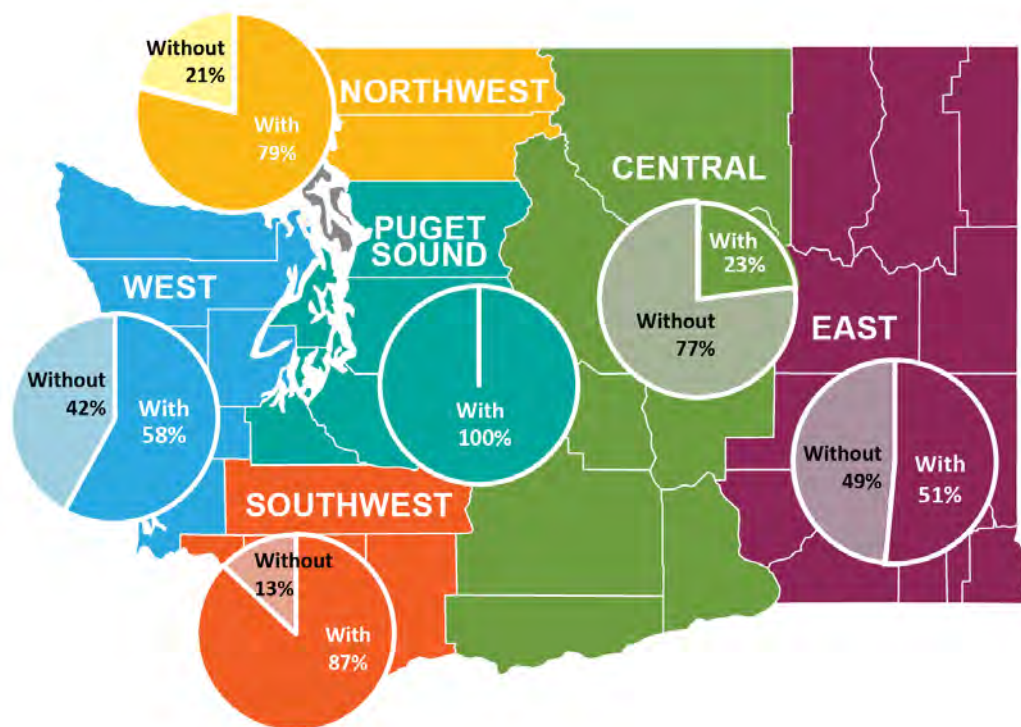 Without
21%
With
79%
NORTHWEST
CENTRAL
PUGET
SOUND
With
23%
Without
77%
WEST
EAST
Without
42%
With
58%
With
100%
Without
49%
With
51%
SOUTHWEST
Without
13%
With
87%